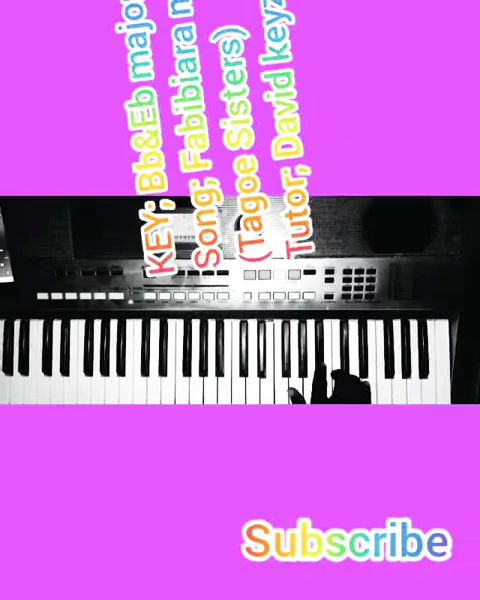 KEY; Bb&Eb major
Song; Fabibiara
(Tagoe Sisters)
Tutor; David keyz
Subscribe